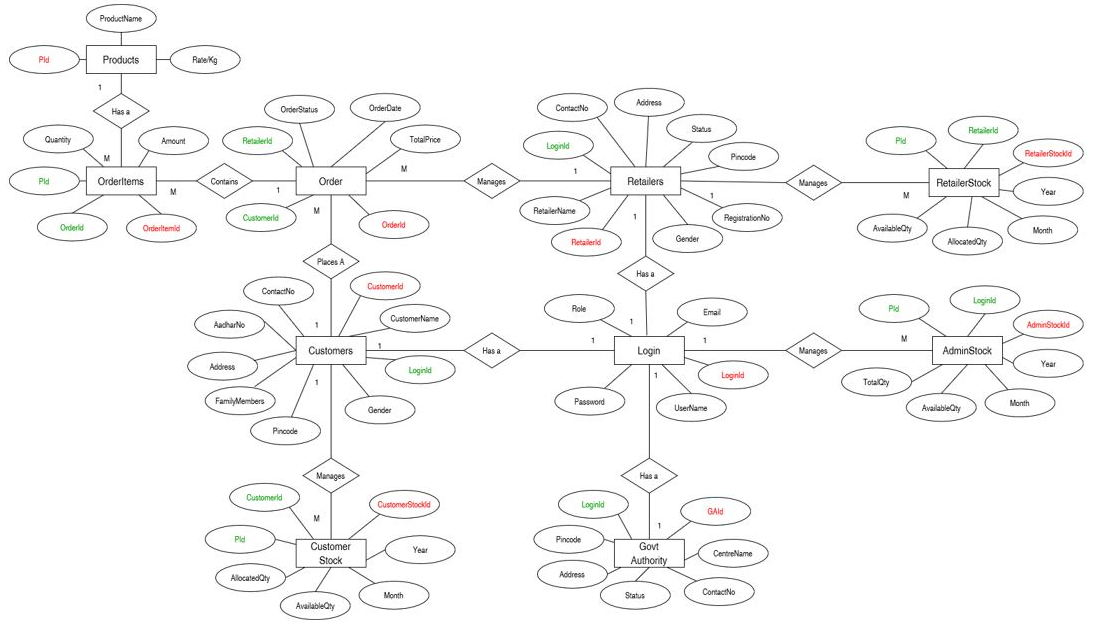 ProductName
PId
Products
Rate/Kg
1
Has a
M
Quantity
Amount
PId
OrderItems
M
OrderId
OrderItemId
Contains
OrderStatus
OrderDate
RetailerId
TotalPrice
1
Order
M
CustomerId
M
OrderId
Manages
ContactNo
Address
LoginId
Status
Pincode
1
Retailers
1
RetailerName
RetailerId
1
Gender
RegistrationNo
Manages
PId
RetailerId
RetailerStockId
RetailerStock
M
Year
AvailableQty
AllocatedQty
Month
Places A
Has a
ContactNo
CustomerId
AadharNo
CustomerName
1
Customers
1
Address
LoginId
FamilyMembers
1
Gender
Pincode
Has a
Role
Email
1
1
Login
1
LoginId
Password
1
UserName
Manages
PId
LoginId
AdminStockId
M
AdminStock
Year
TotalQty
AvailableQty
Month
Manages
Has a
CustomerId
CustomerStockId
M
PId
Customer
Stock
Year
AllocatedQty
AvailableQty
Month
LoginId
GAId
1
Pincode
Govt
Authority
CentreName
Address
Status
ContactNo